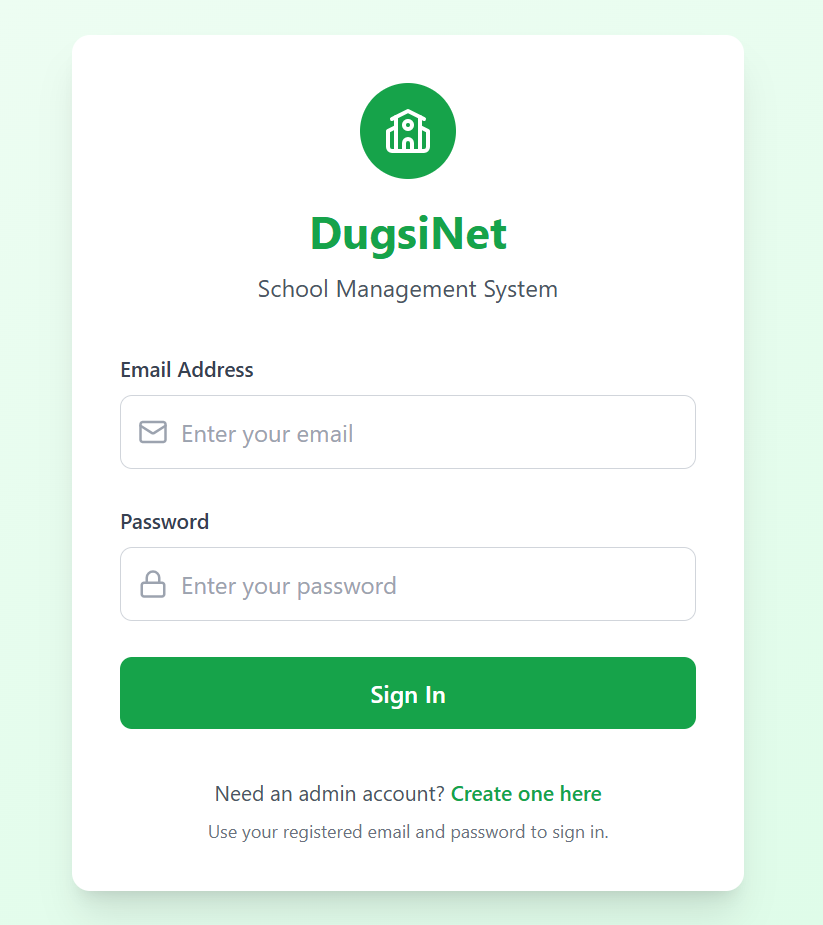 DugsiNet
School Management System
Email Address
Enter your email
Password
Enter your password
Sign In
Need an admin account? Create one here
Use your registered email and password to sign in.